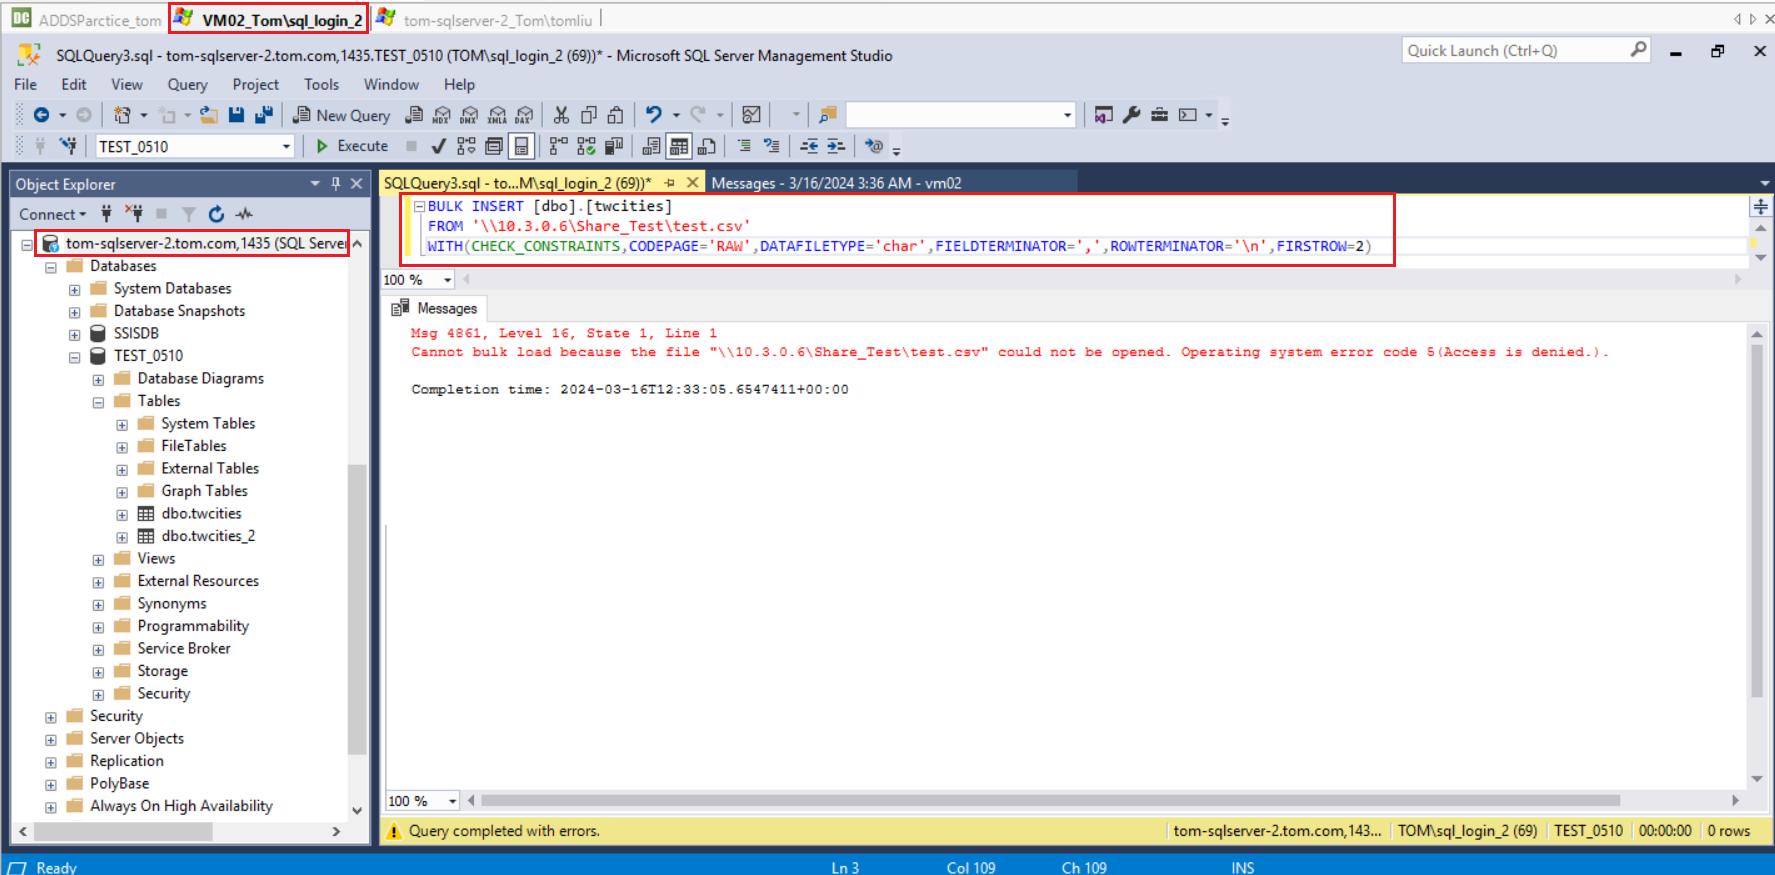 DC ADDSParctice_tom VM02_Tom\sql_login_2 tom-sqlserver-2_Tom\tomliu
SQLQuery3.sql - tom-sqlserver-2.tom.com,1435.TEST_0510 (TOM\sql_login_2 (69))* - Microsoft SQL Server Management Studio
Quick Launch (Ctrl+Q)
File Edit View Query Project Tools Window Help
New Query MDX DMX XMLA DAX
TEST_0510 Execute
Object Explorer
SQLQuery3.sql - to...M\sql_login_2 (69))* Messages - 3/16/2024 3:36 AM - vm02
Connect
BULK INSERT [dbo].[twcities]
FROM '\\10.3.0.6\Share_Test\test.csv'
WITH(CHECK_CONSTRAINTS,CODEPAGE='RAW',DATAFILETYPE='char',FIELDTERMINATOR=',',ROWTERMINATOR='\n',FIRSTROW=2)
100 %
Messages
Msg 4861, Level 16, State 1, Line 1
Cannot bulk load because the file "\\10.3.0.6\Share_Test\test.csv" could not be opened. Operating system error code 5(Access is denied.).
Completion time: 2024-03-16T12:33:05.6547411+00:00
tom-sqlserver-2.tom.com,1435 (SQL Server
Databases
System Databases
Database Snapshots
SSISDB
TEST_0510
Database Diagrams
Tables
System Tables
FileTables
External Tables
Graph Tables
dbo.twcities
dbo.twcities_2
Views
External Resources
Synonyms
Programmability
Service Broker
Storage
Security
Security
Server Objects
Replication
PolyBase
Always On High Availability
100 %
Query completed with errors.
tom-sqlserver-2.tom.com,143... TOM\sql_login_2 (69) TEST_0510 00:00:00 0 rows
Ready Ln 3 Col 109 Ch 109 INS